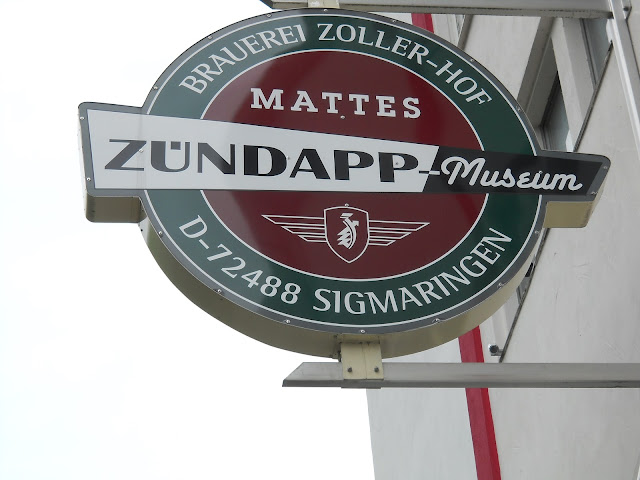 BRAUEREI ZOLLER-HOF
MATTES
ZÜNDAPP-Museum
D-72488 SIGMARINGEN